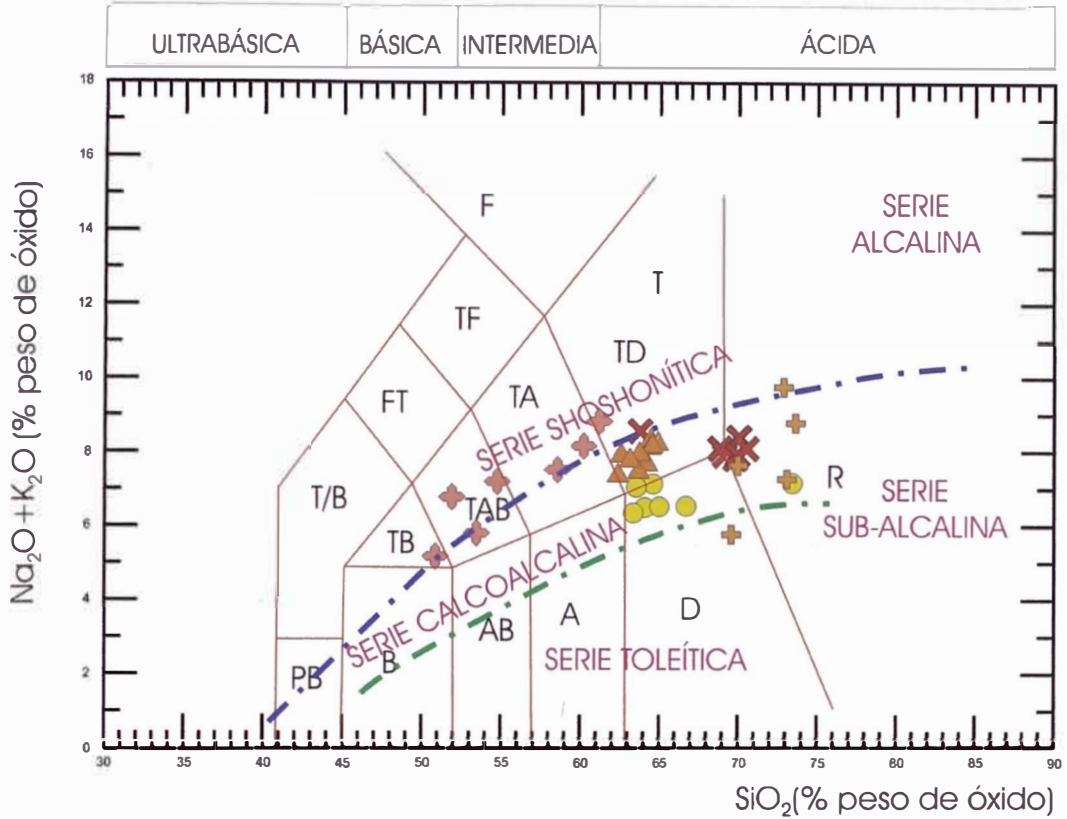 ULTRABÁSICA BÁSICA INTERMEDIA ÁCIDA
18
16
14
12
10
8
6
4
2
0
Na₂O+K₂O (% peso de óxido)
F
SERIE
ALCALINA
T
TF
TD
FT
TA
SERIE SHOSHONÍTICA
T/B
TAB
TB
R
SERIE
SUB-ALCALINA
SERIE CALCOALCALINA
A
D
AB
B
PB
SERIE TOLEÍTICA
30 35 40 45 50 55 60 65 70 75 80 85 90
SiO₂(% peso de óxido)